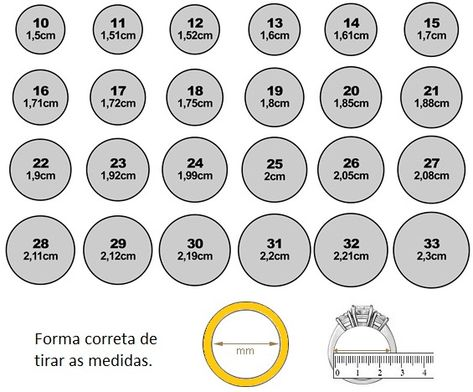 10 11 12 13 14 15
1,5cm 1,51cm 1,52cm 1,6cm 1,61cm 1,7cm
16 17 18 19 20 21
1,71cm 1,72cm 1,75cm 1,8cm 1,85cm 1,88cm
22 23 24 25 26 27
1,9cm 1,92cm 1,99cm 2cm 2,05cm 2,08cm
28 29 30 31 32 33
2,11cm 2,12cm 2,19cm 2,2cm 2,21cm 2,3cm
Forma correta de
tirar as medidas.
mm
0 1 2 3 4